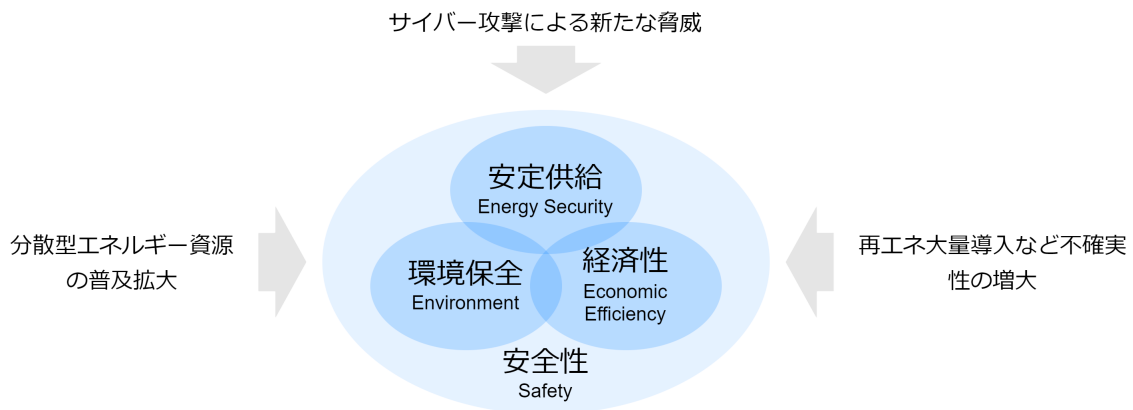 サイバー攻撃による新たな脅威
安定供給
Energy Security
分散型エネルギー資源
の普及拡大
環境保全
Environment
経済性
Economic
Efficiency
再エネ大量導入など不確実
性の増大
安全性
Safety